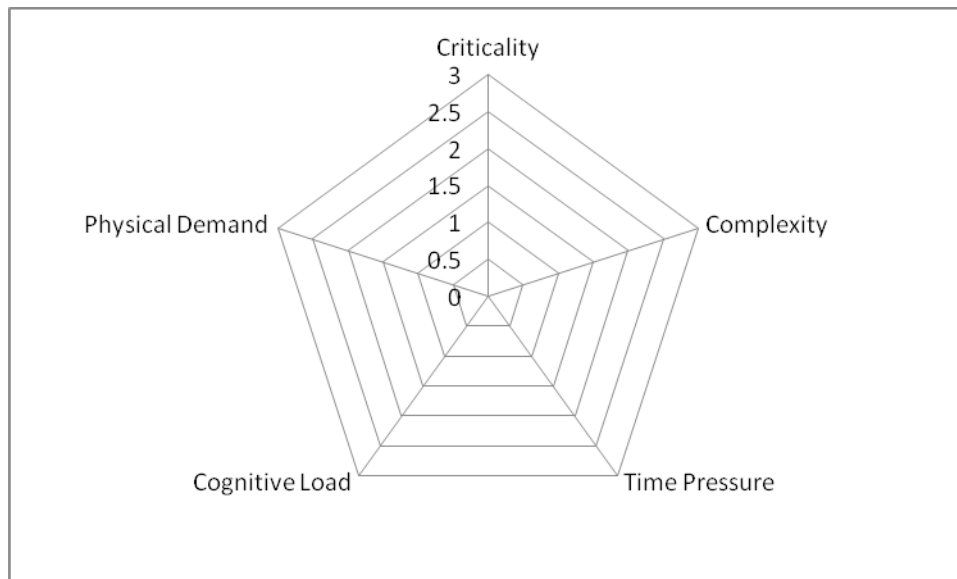 Criticality
3
2.5
2
1.5
1
0.5
0
Physical Demand
Complexity
Cognitive Load
Time Pressure